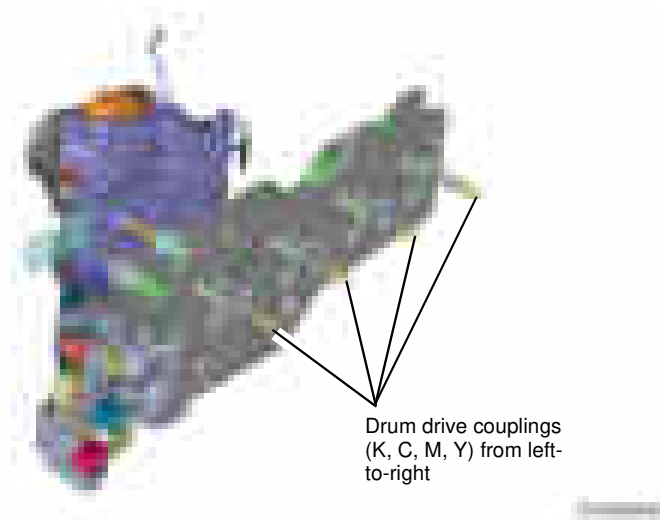 Drum drive couplings
(K, C, M, Y) from left-
to-right